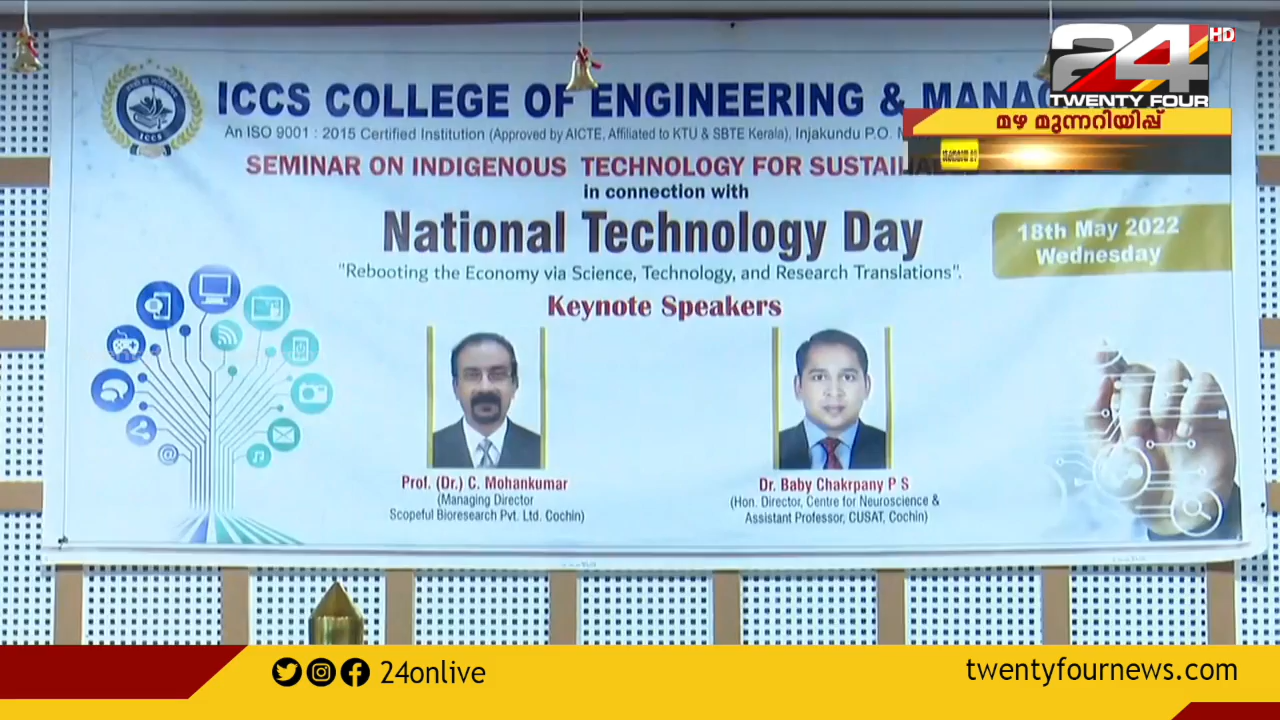 24 HD
TWENTY FOUR
മഴ മുന്നറിയിപ്പ്
ICCS COLLEGE OF ENGINEERING &
An ISO 9001 : 2015 Certified Institution (Approved by AICTE, Affiliated to KTU & SBTE Kerala), Injakundu P.O.
SEMINAR ON INDIGENOUS TECHNOLOGY FOR
in connection with
National Technology Day
18th May 2022
Wednesday
"Rebooting the Economy via Science, Technology, and Research Translations".
Keynote Speakers
Prof. (Dr.) C. Mohankumar
(Managing Director
Scopeful Bioresearch Pvt. Ltd. Cochin)
Dr. Baby Chakrpany P S
(Hon. Director, Centre for Neuroscience &
Assistant Professor, CUSAT, Cochin)
ICCS
24onlive
twentyfournews.com